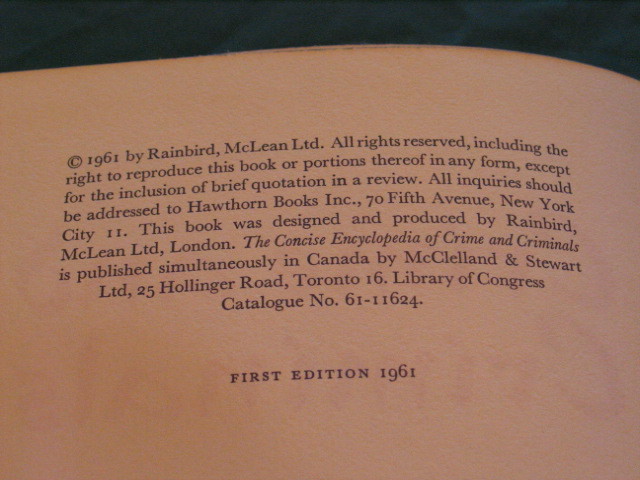 © 1961 by Rainbird, McLean Ltd. All rights reserved, including the
right to reproduce this book or portions thereof in any form, except
for the inclusion of brief quotation in a review. All inquiries should
be addressed to Hawthorn Books Inc., 70 Fifth Avenue, New York
City 11. This book was designed and produced by Rainbird,
McLean Ltd, London. The Concise Encyclopedia of Crime and Criminals
is published simultaneously in Canada by McClelland & Stewart
Ltd, 25 Hollinger Road, Toronto 16. Library of Congress
Catalogue No. 61-11624.
FIRST EDITION 1961